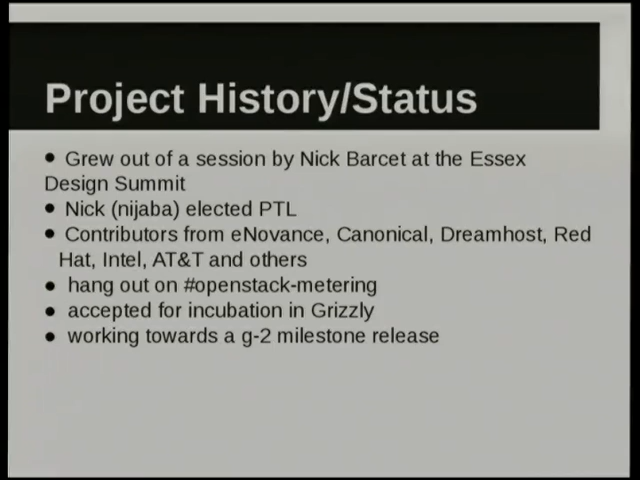 Project History/Status
● Grew out of a session by Nick Barcet at the Essex
Design Summit
● Nick (nijaba) elected PTL
● Contributors from eNovance, Canonical, Dreamhost, Red
Hat, Intel, AT&T and others
● hang out on #openstack-metering
● accepted for incubation in Grizzly
● working towards a g-2 milestone release